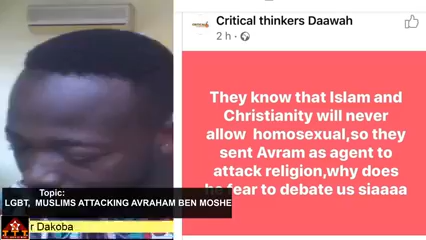 Critical thinkers Daawah
2 h ·
They know that Islam and
Christianity will never
allow homosexual,so they
sent Avram as agent to
attack religion,why does
he fear to debate us siaaaa
Topic:
LGBT, MUSLIMS ATTACKING AVRAHAM BEN MOSHE
r Dakoba